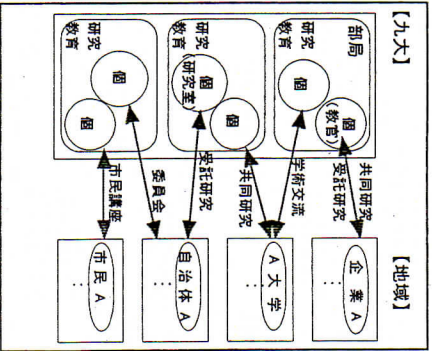 【九大】
【地域】
部局
研究
教育
個
(教官)
個
共同研究
受託研究
学術交流
企業A
⋯
A大学
⋯
研究
教育
個
(研究室)
個
共同研究
受託研究
自治体A
⋯
研究
教育
個
個
委員会
市民講座
市民A
⋯